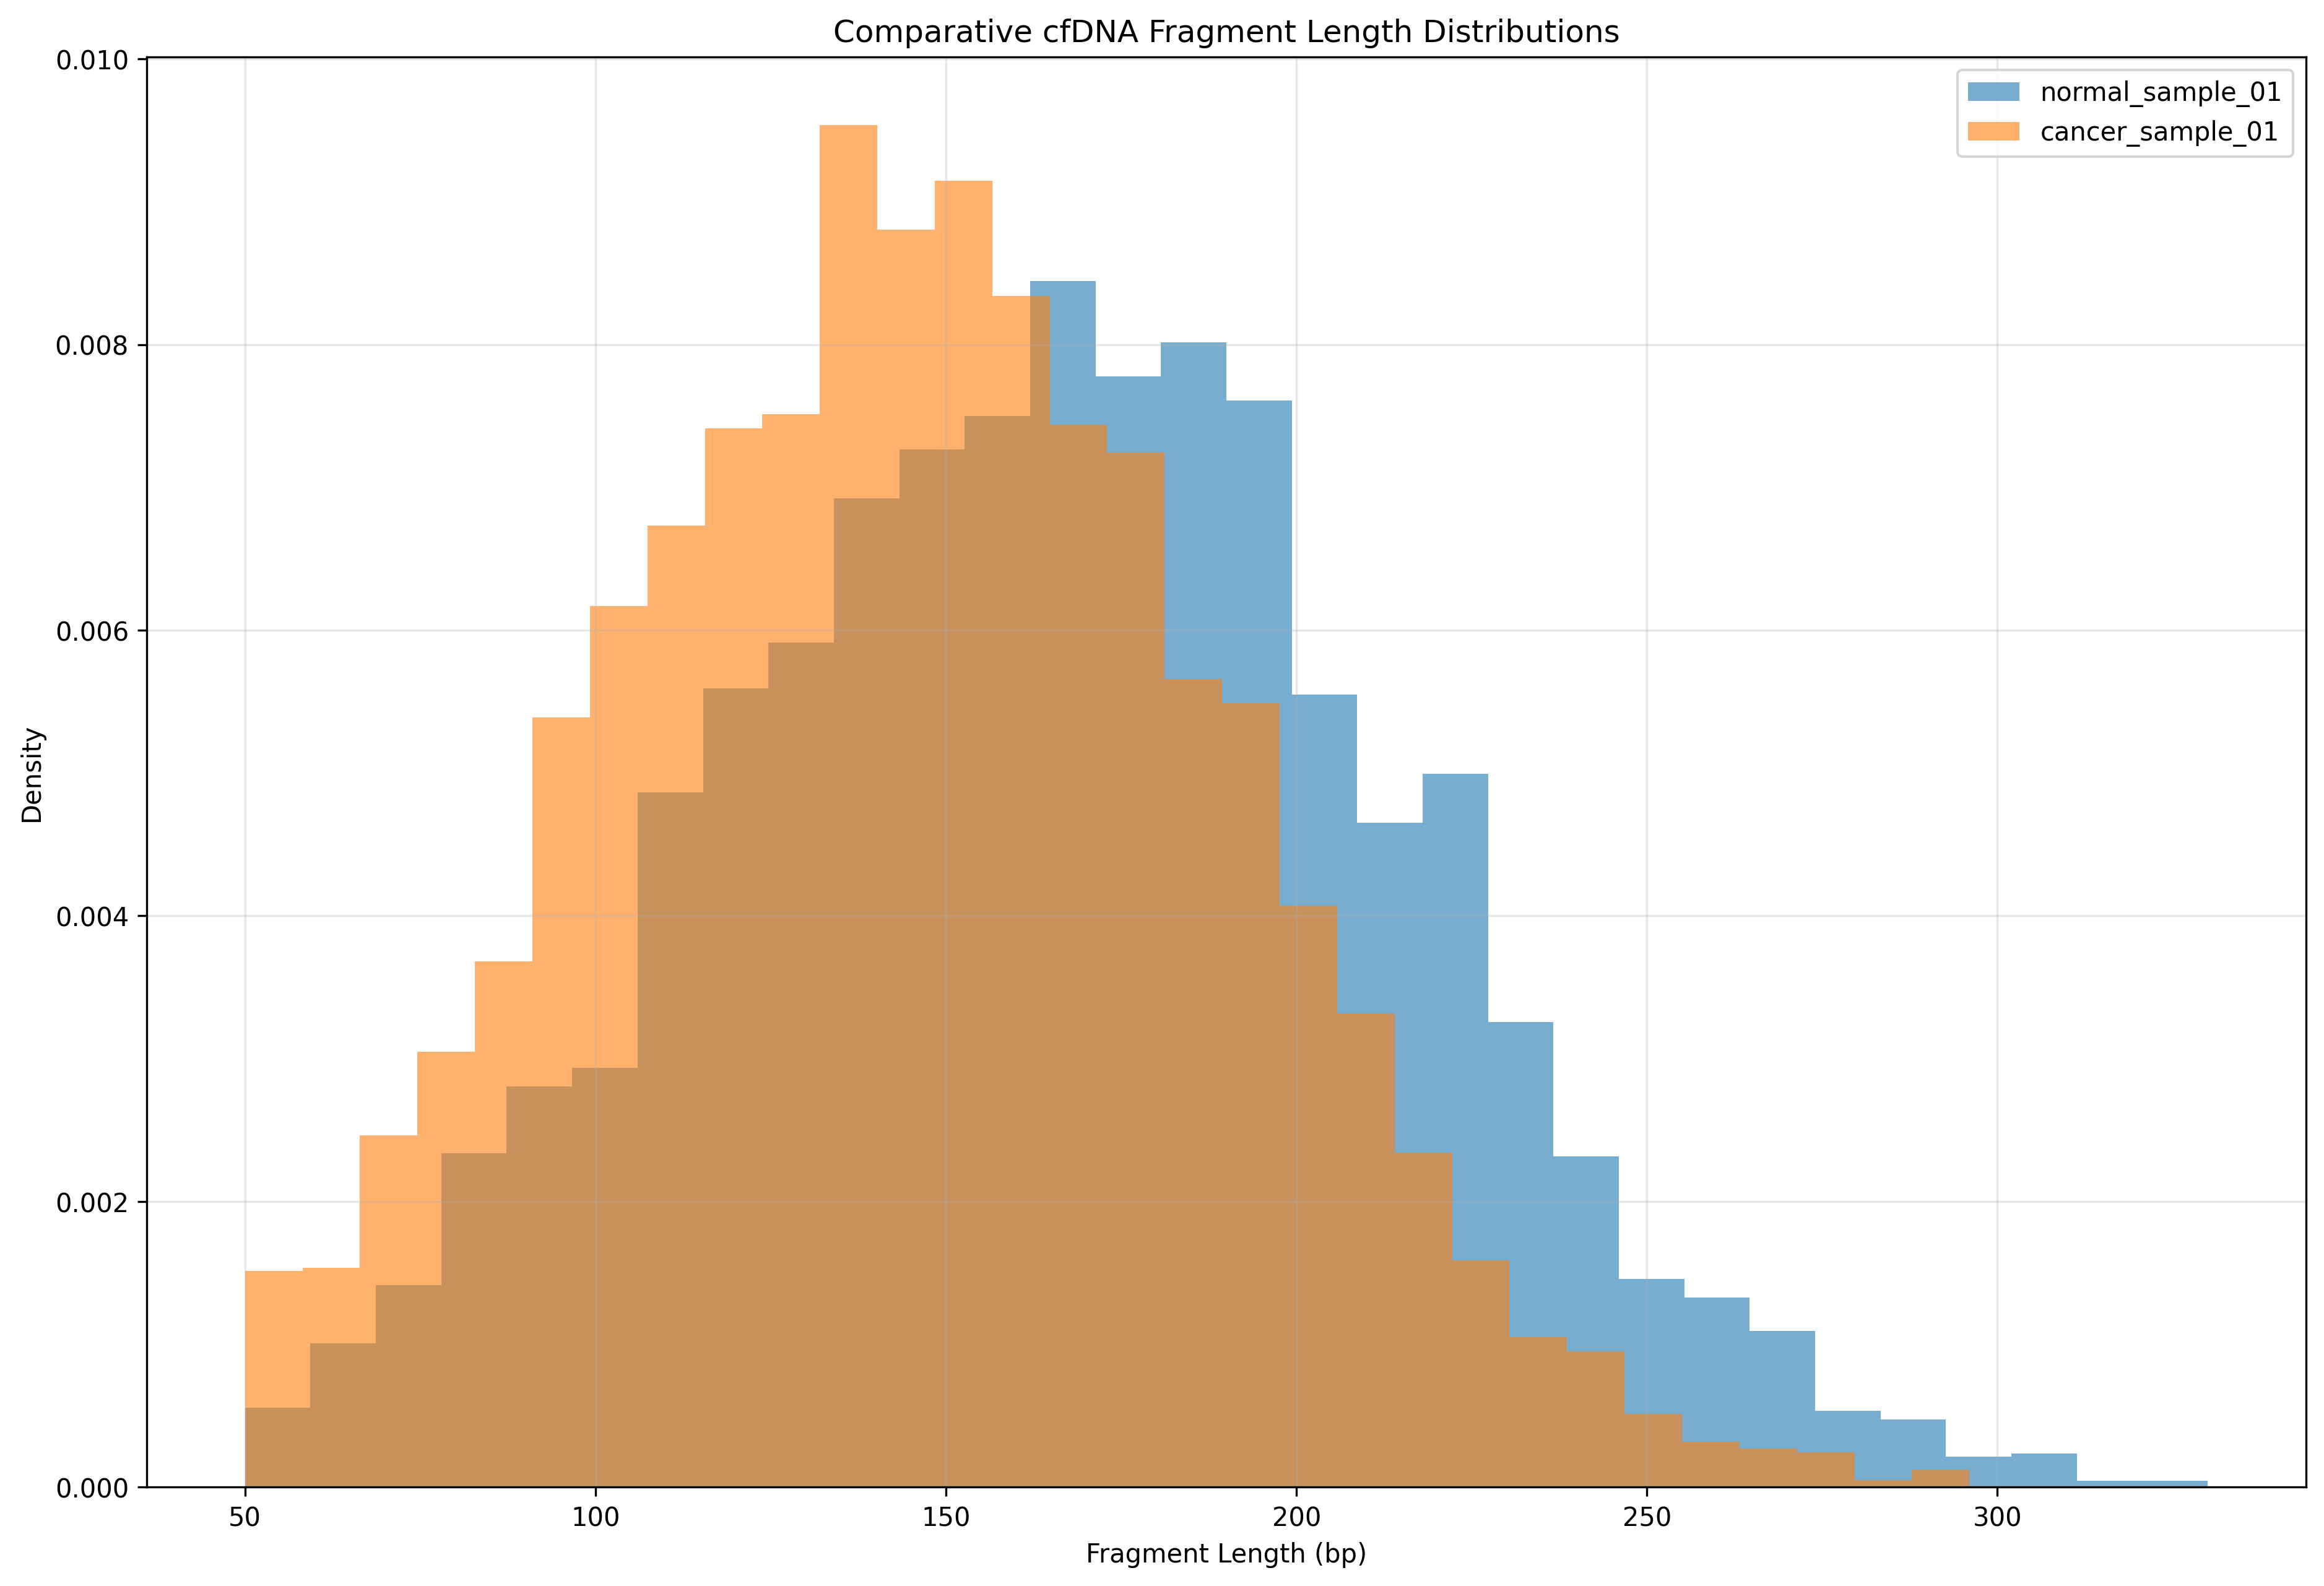 Comparative cfDNA Fragment Length Distributions
normal_sample_01
cancer_sample_01
0.010
0.008
0.006
0.004
0.002
0.000
Density
50 100 150 200 250 300
Fragment Length (bp)